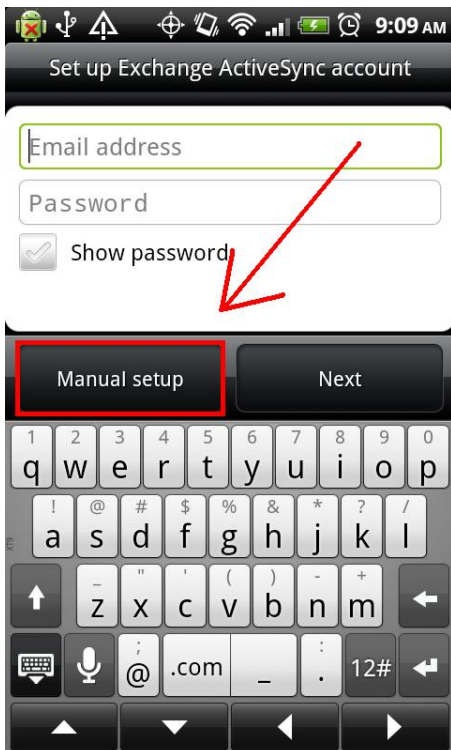 9:09 AM
Set up Exchange ActiveSync account
Email address
Password
Show password
Manual setup
Next
1 2 3 4 5 6 7 8 9 0
q w e r t y u i o p
! @ # $ % & * ? /
a s d f g h j k l
XT9
_ " ' ( ) - +
z x c v b n m
; :
@ .com _ . 12#